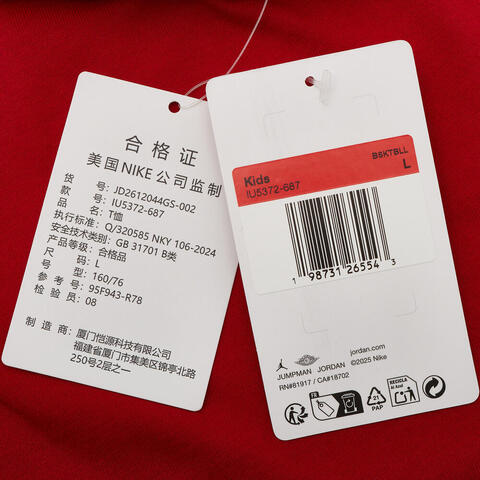 合格证
美国NIKE公司监制
货 号: JD2612044GS-002
款 号: IU5372-687
品 名: T恤
执行标准: Q/320585 NKY 106-2024
安全技术类别: GB 31701 B类
产品等级: 合格品
尺 码: L
型 : 160/76
参 考 号: 95F943-R78
检 验 员: 08
制 造 商: 厦门恺源科技有限公司
福建省厦门市集美区锦亭北路
250号2层之一
BSKTBLL
Kids
L
IU5372-687
1 98731 26554 3
jordan.com
JUMPMAN JORDAN ©2025 Nike
RN#81917 / CA#18702
21
PAP
RECICLA
Al Azul